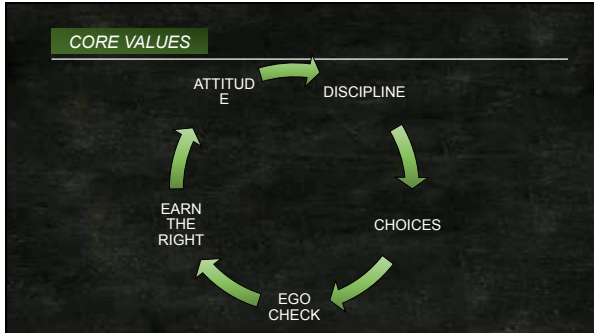 CORE VALUES
ATTITUD
E
DISCIPLINE
CHOICES
EGO
CHECK
EARN
THE
RIGHT